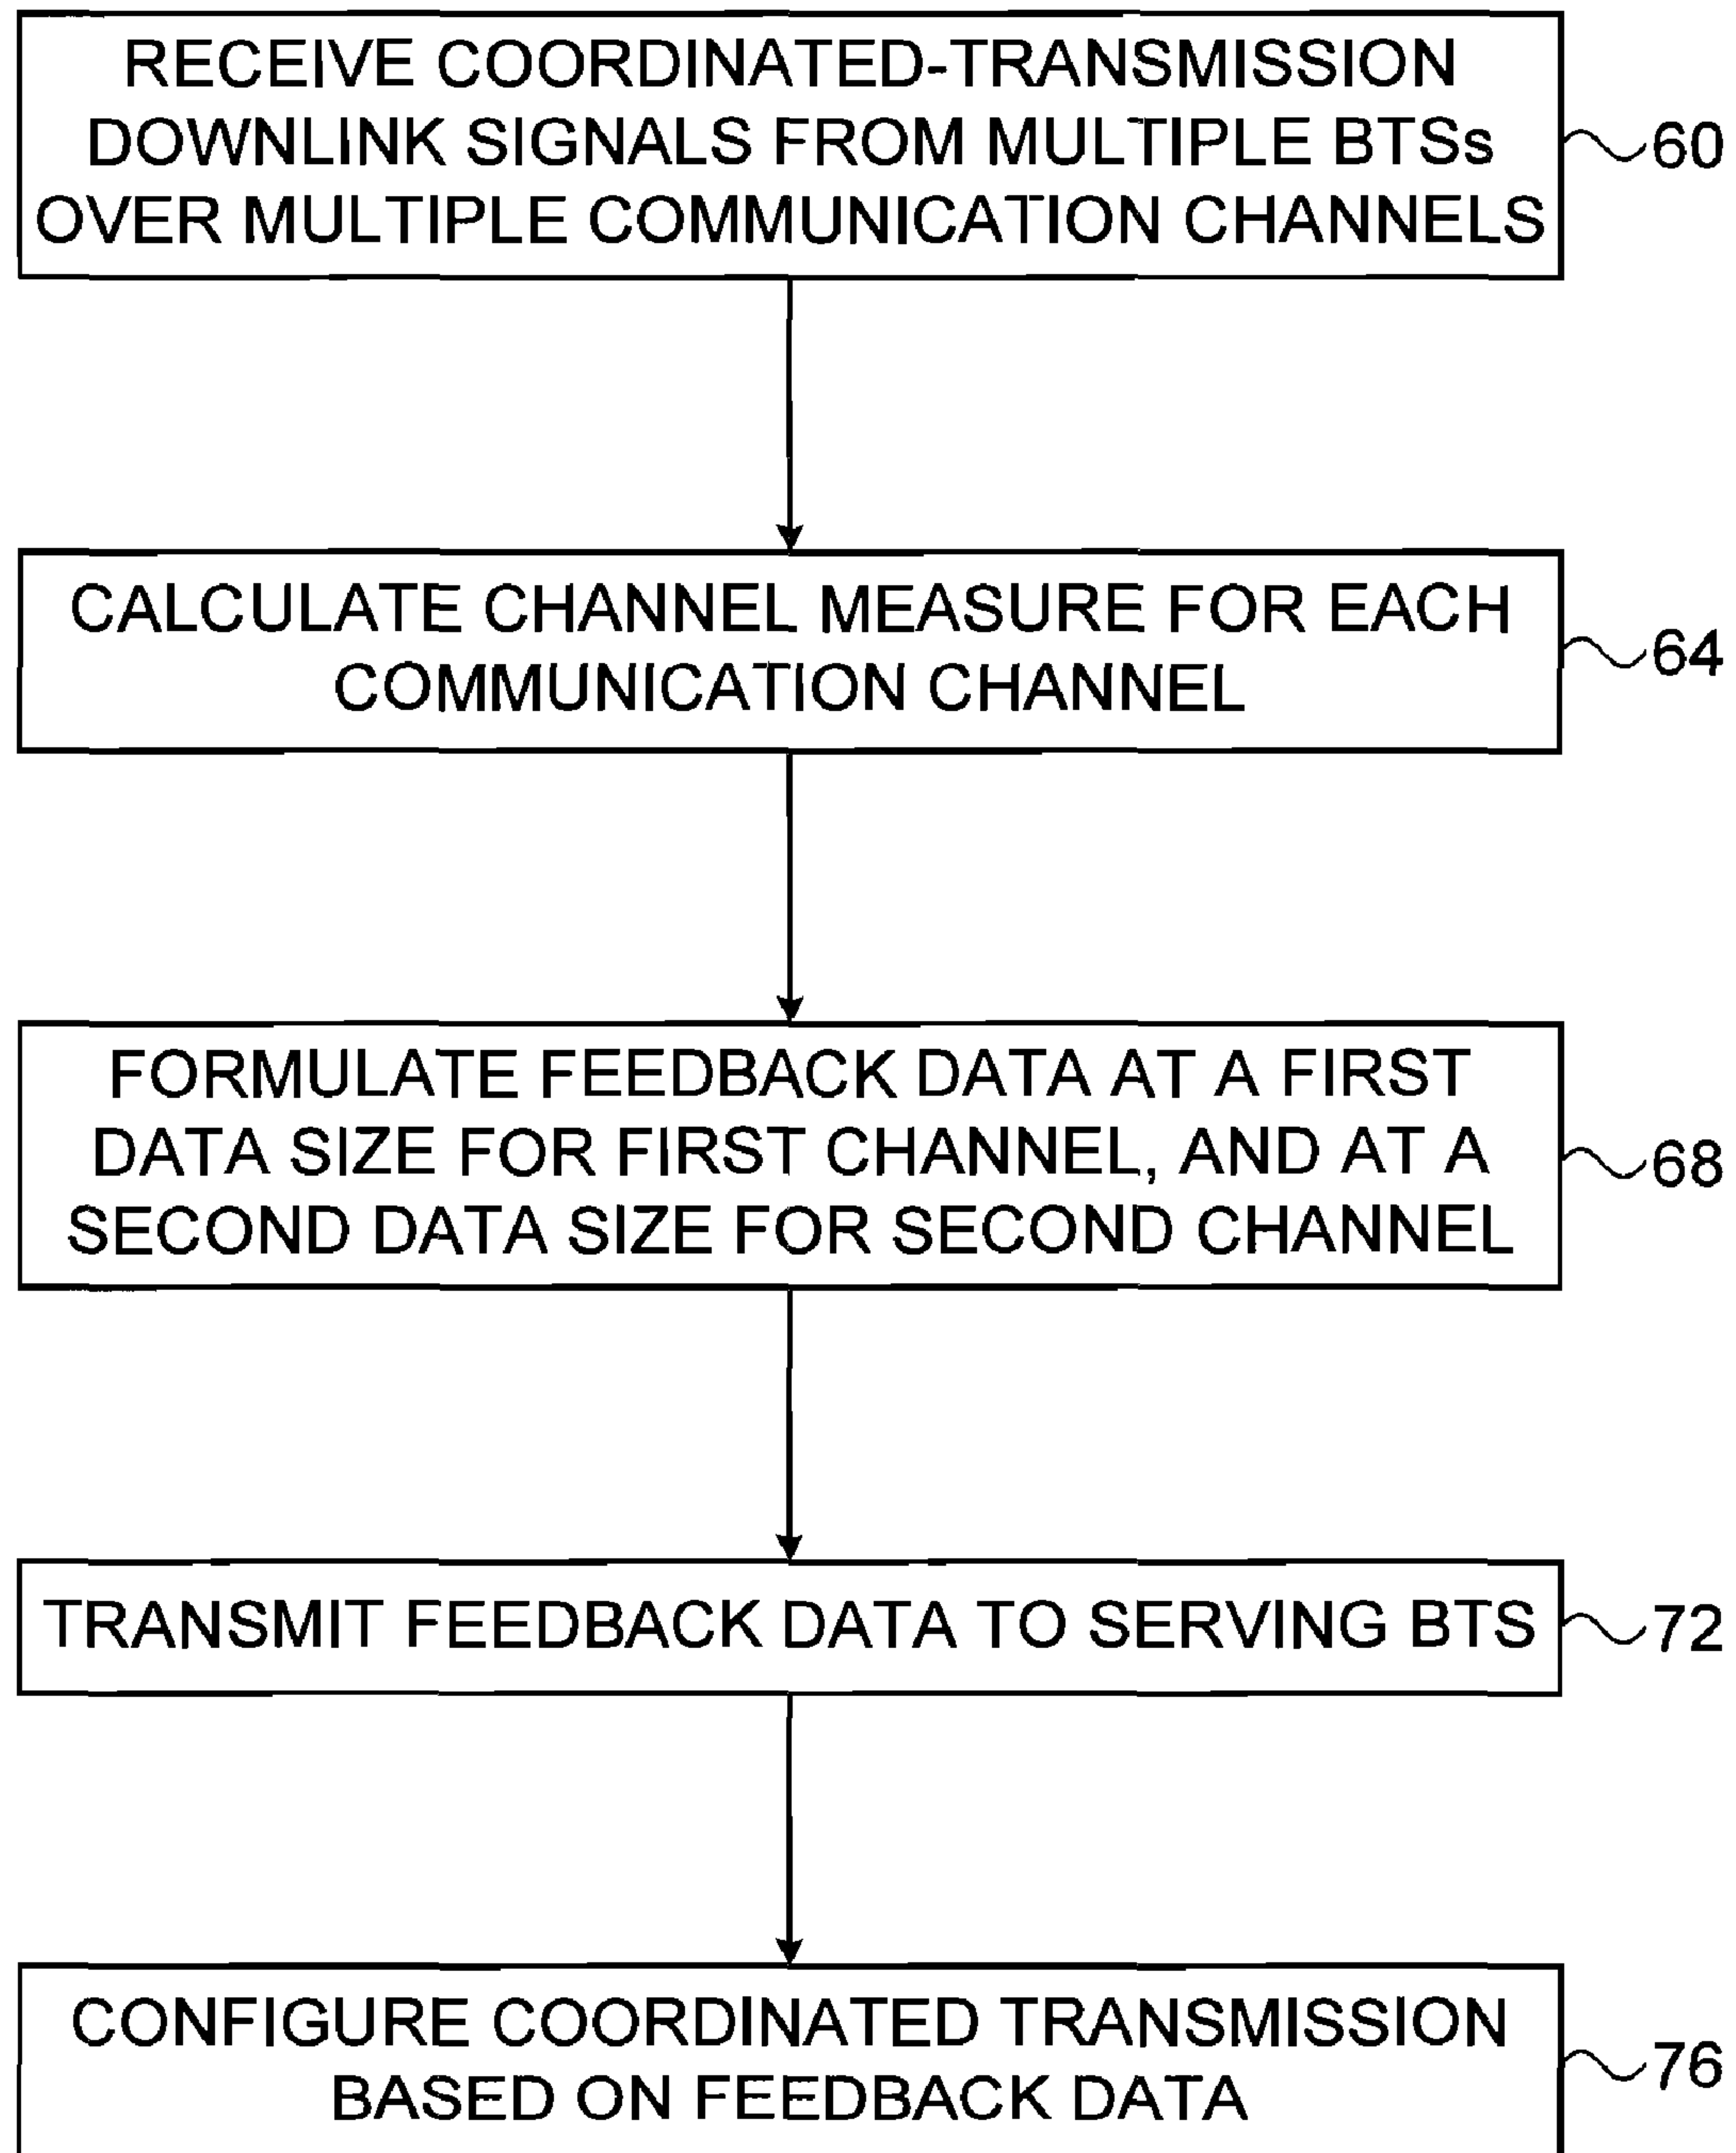 RECEIVE COORDINATED-TRANSMISSION
DOWNLINK SIGNALS FROM MULTIPLE BTSs
OVER MULTIPLE COMMUNICATION CHANNELS
60
CALCULATE CHANNEL MEASURE FOR EACH
COMMUNICATION CHANNEL
64
FORMULATE FEEDBACK DATA AT A FIRST
DATA SIZE FOR FIRST CHANNEL, AND AT A
SECOND DATA SIZE FOR SECOND CHANNEL
68
TRANSMIT FEEDBACK DATA TO SERVING BTS
72
CONFIGURE COORDINATED TRANSMISSION
BASED ON FEEDBACK DATA
76